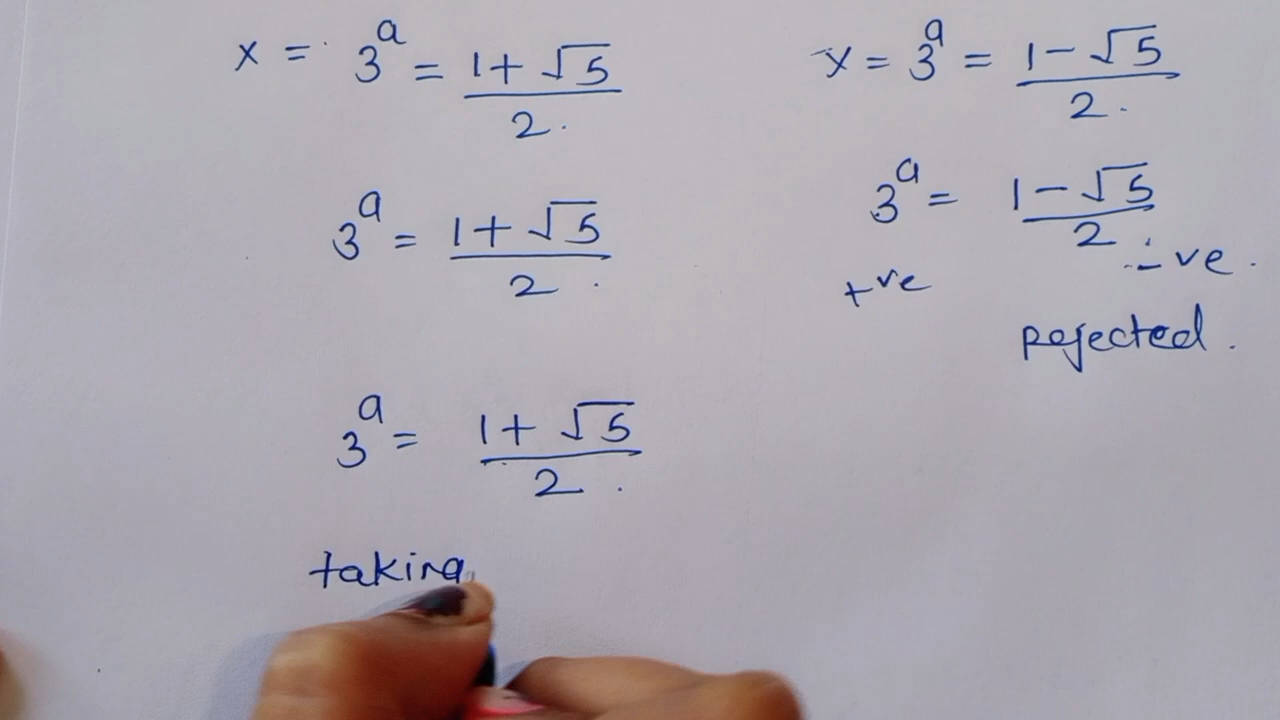 x = 3^a = (1 + √5)/2.
x = 3^a = (1 - √5)/2.
3^a = (1 + √5)/2.
3^a = (1 - √5)/2
+ve
-ve.
rejected.
3^a = (1 + √5)/2.
taking